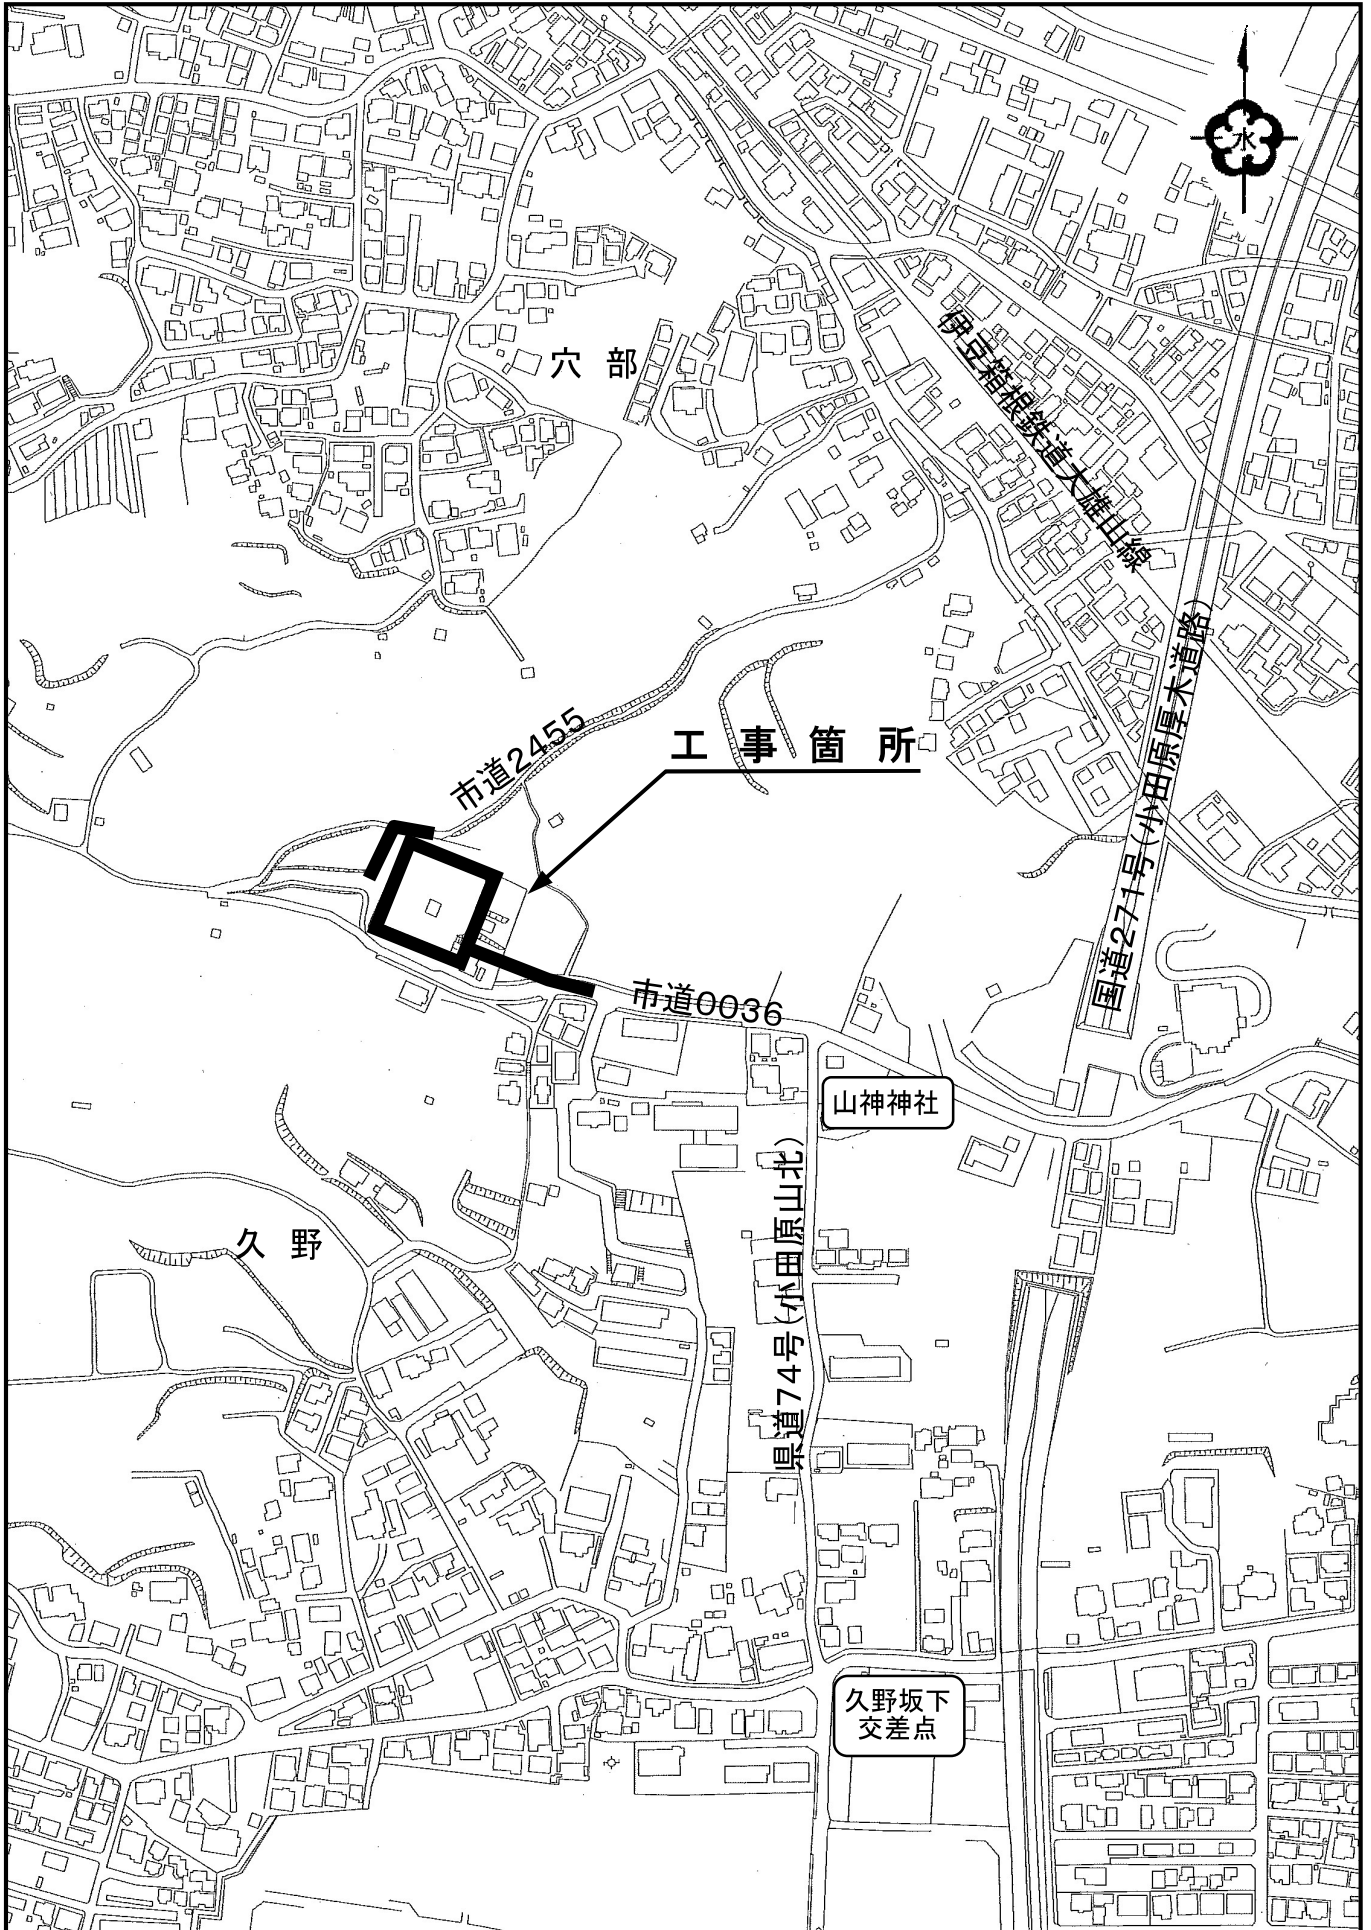 水
穴部
伊豆箱根鉄道大雄山線
国道271号(小田原厚木道路)
工事箇所
市道2455
市道0036
山神神社
県道74号(小田原山北)
久野
久野坂下
交差点